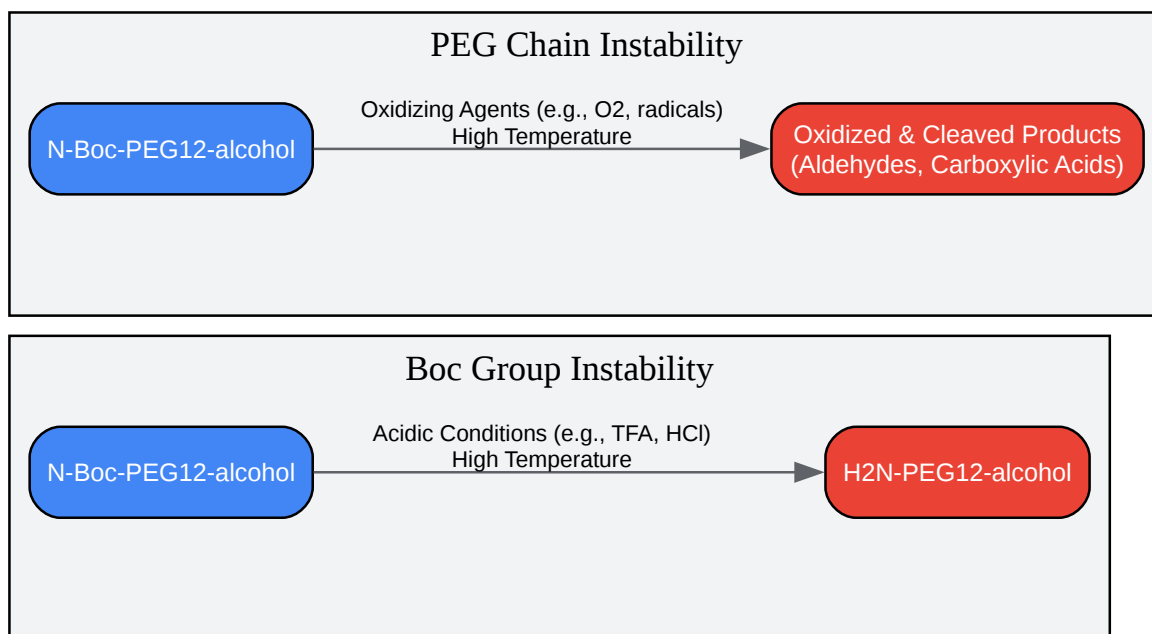 PEG Chain Instability
N-Boc-PEG12-alcohol
Oxidizing Agents (e.g., O2, radicals)
High Temperature
Oxidized & Cleaved Products
(Aldehydes, Carboxylic Acids)
Boc Group Instability
N-Boc-PEG12-alcohol
Acidic Conditions (e.g., TFA, HCl)
High Temperature
H2N-PEG12-alcohol